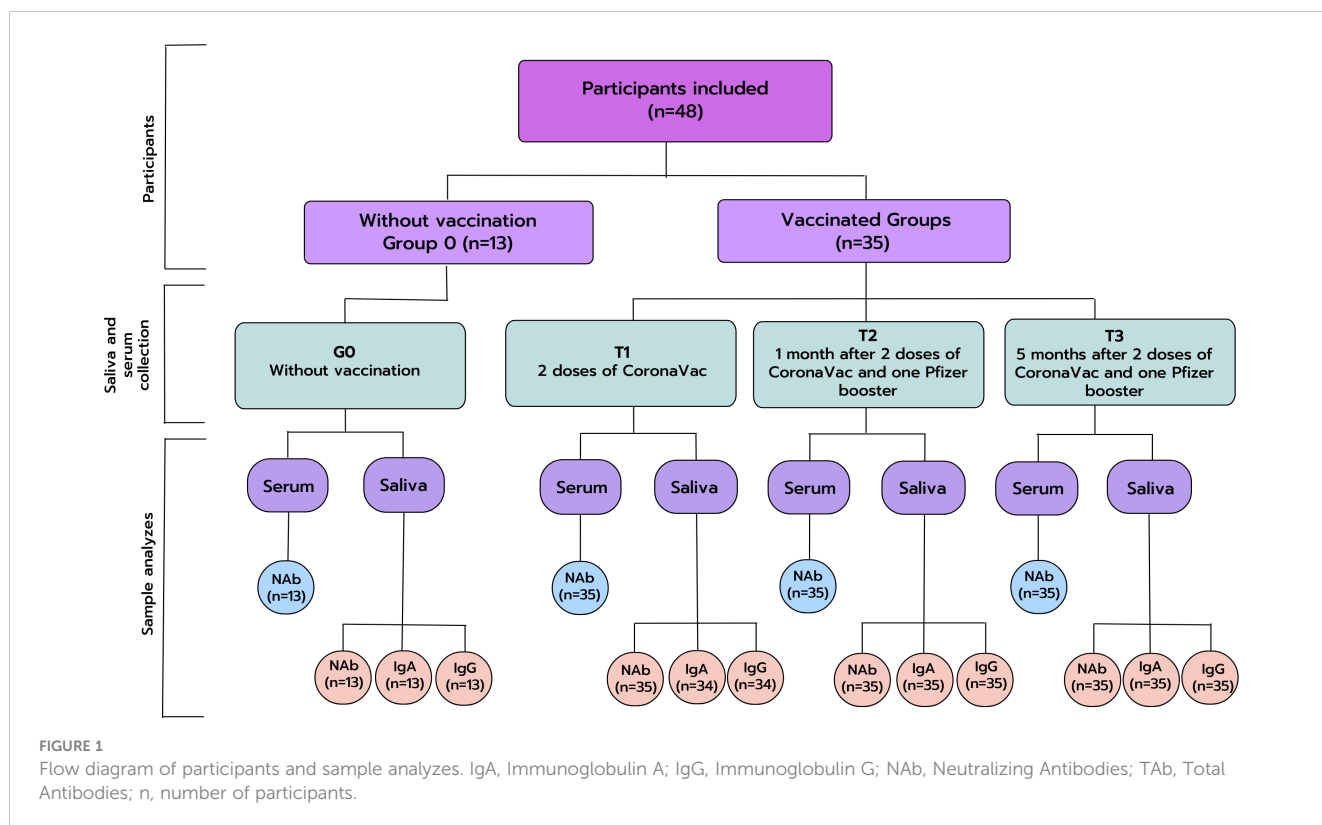 Participants
Participants included
(n=48)
Without vaccination
Group 0 (n=13)
Vaccinated Groups
(n=35)
Saliva and
serum
collection
G0
Without vaccination
T1
2 doses of CoronaVac
T2
1 month after 2 doses of
CoronaVac and one Pfizer
booster
T3
5 months after 2 doses of
CoronaVac and one Pfizer
booster
Sample analyzes
Serum
Saliva
Serum
Saliva
Serum
Saliva
Serum
Saliva
NAb
(n=13)
NAb
(n=35)
NAb
(n=35)
NAb
(n=35)
NAb
(n=13)
IgA
(n=13)
IgG
(n=13)
NAb
(n=35)
IgA
(n=34)
IgG
(n=34)
NAb
(n=35)
IgA
(n=35)
IgG
(n=35)
NAb
(n=35)
IgA
(n=35)
IgG
(n=35)
FIGURE 1
Flow diagram of participants and sample analyzes. IgA, Immunoglobulin A; IgG, Immunoglobulin G; NAb, Neutralizing Antibodies; TAb, Total
Antibodies; n, number of participants.